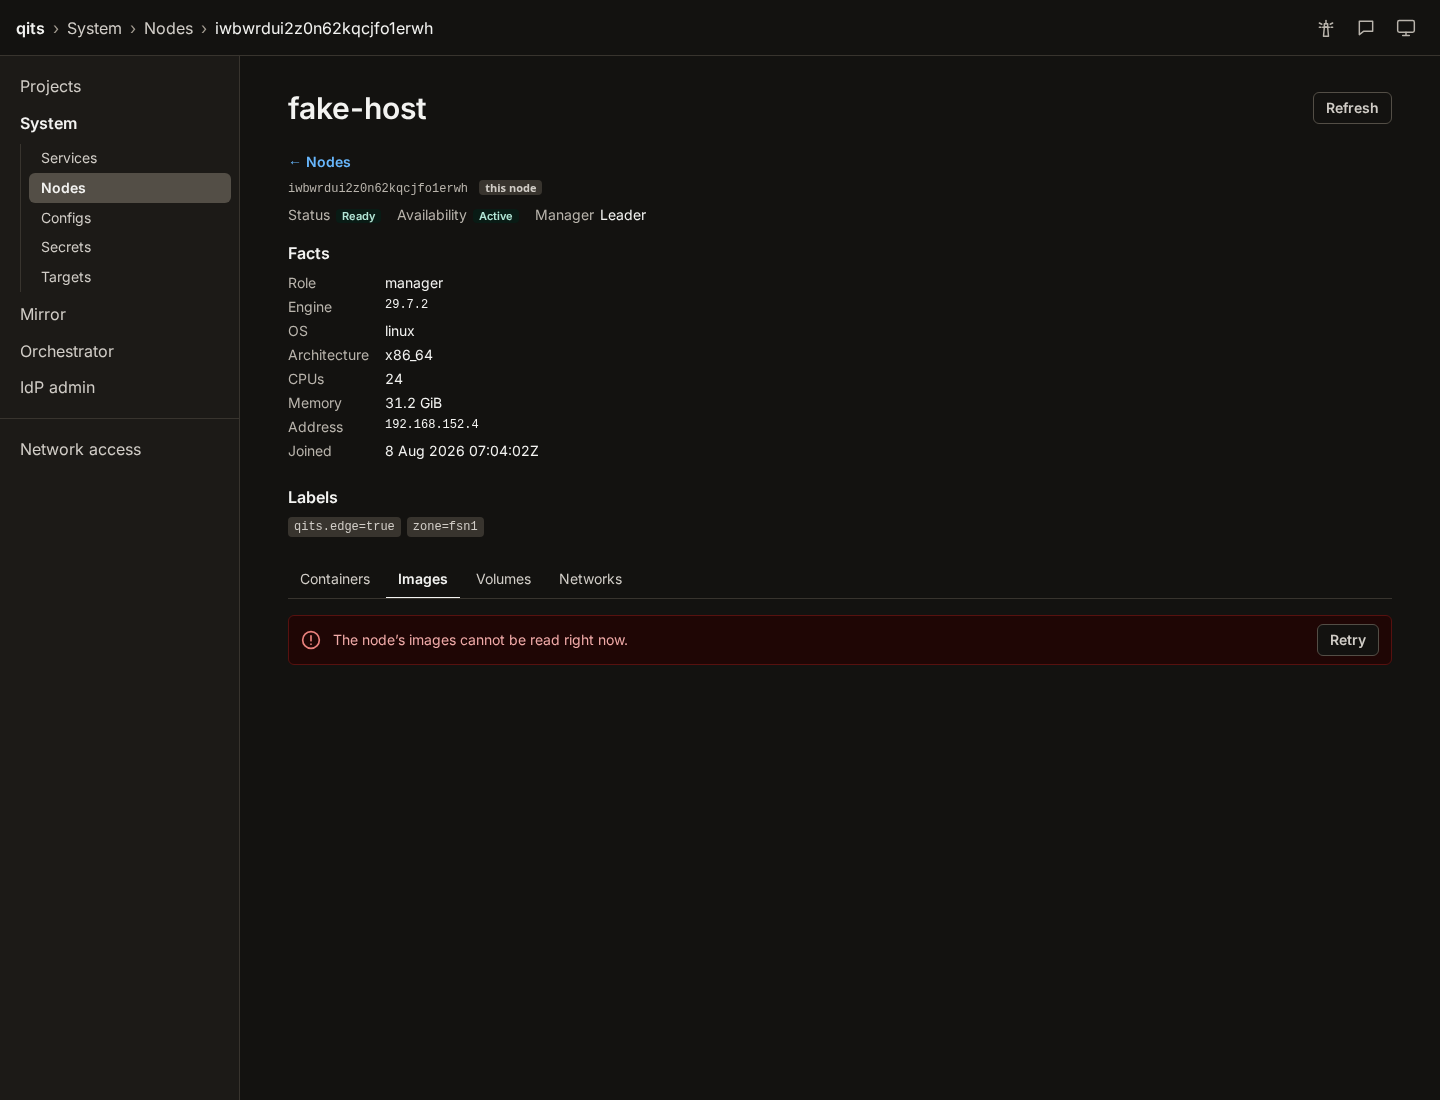 qits › System › Nodes › iwbwrdui2z0n62kqcjfo1erwh
Projects
System
Services
Nodes
Configs
Secrets
Targets
Mirror
Orchestrator
IdP admin
Network access
fake-host
Refresh
← Nodes
iwbwrdui2z0n62kqcjfo1erwh this node
Status Ready Availability Active Manager Leader
Facts
Role manager
Engine 29.7.2
OS linux
Architecture x86_64
CPUs 24
Memory 31.2 GiB
Address 192.168.152.4
Joined 8 Aug 2026 07:04:02Z
Labels
qits.edge=true zone=fsn1
Containers Images Volumes Networks
The node’s images cannot be read right now. Retry